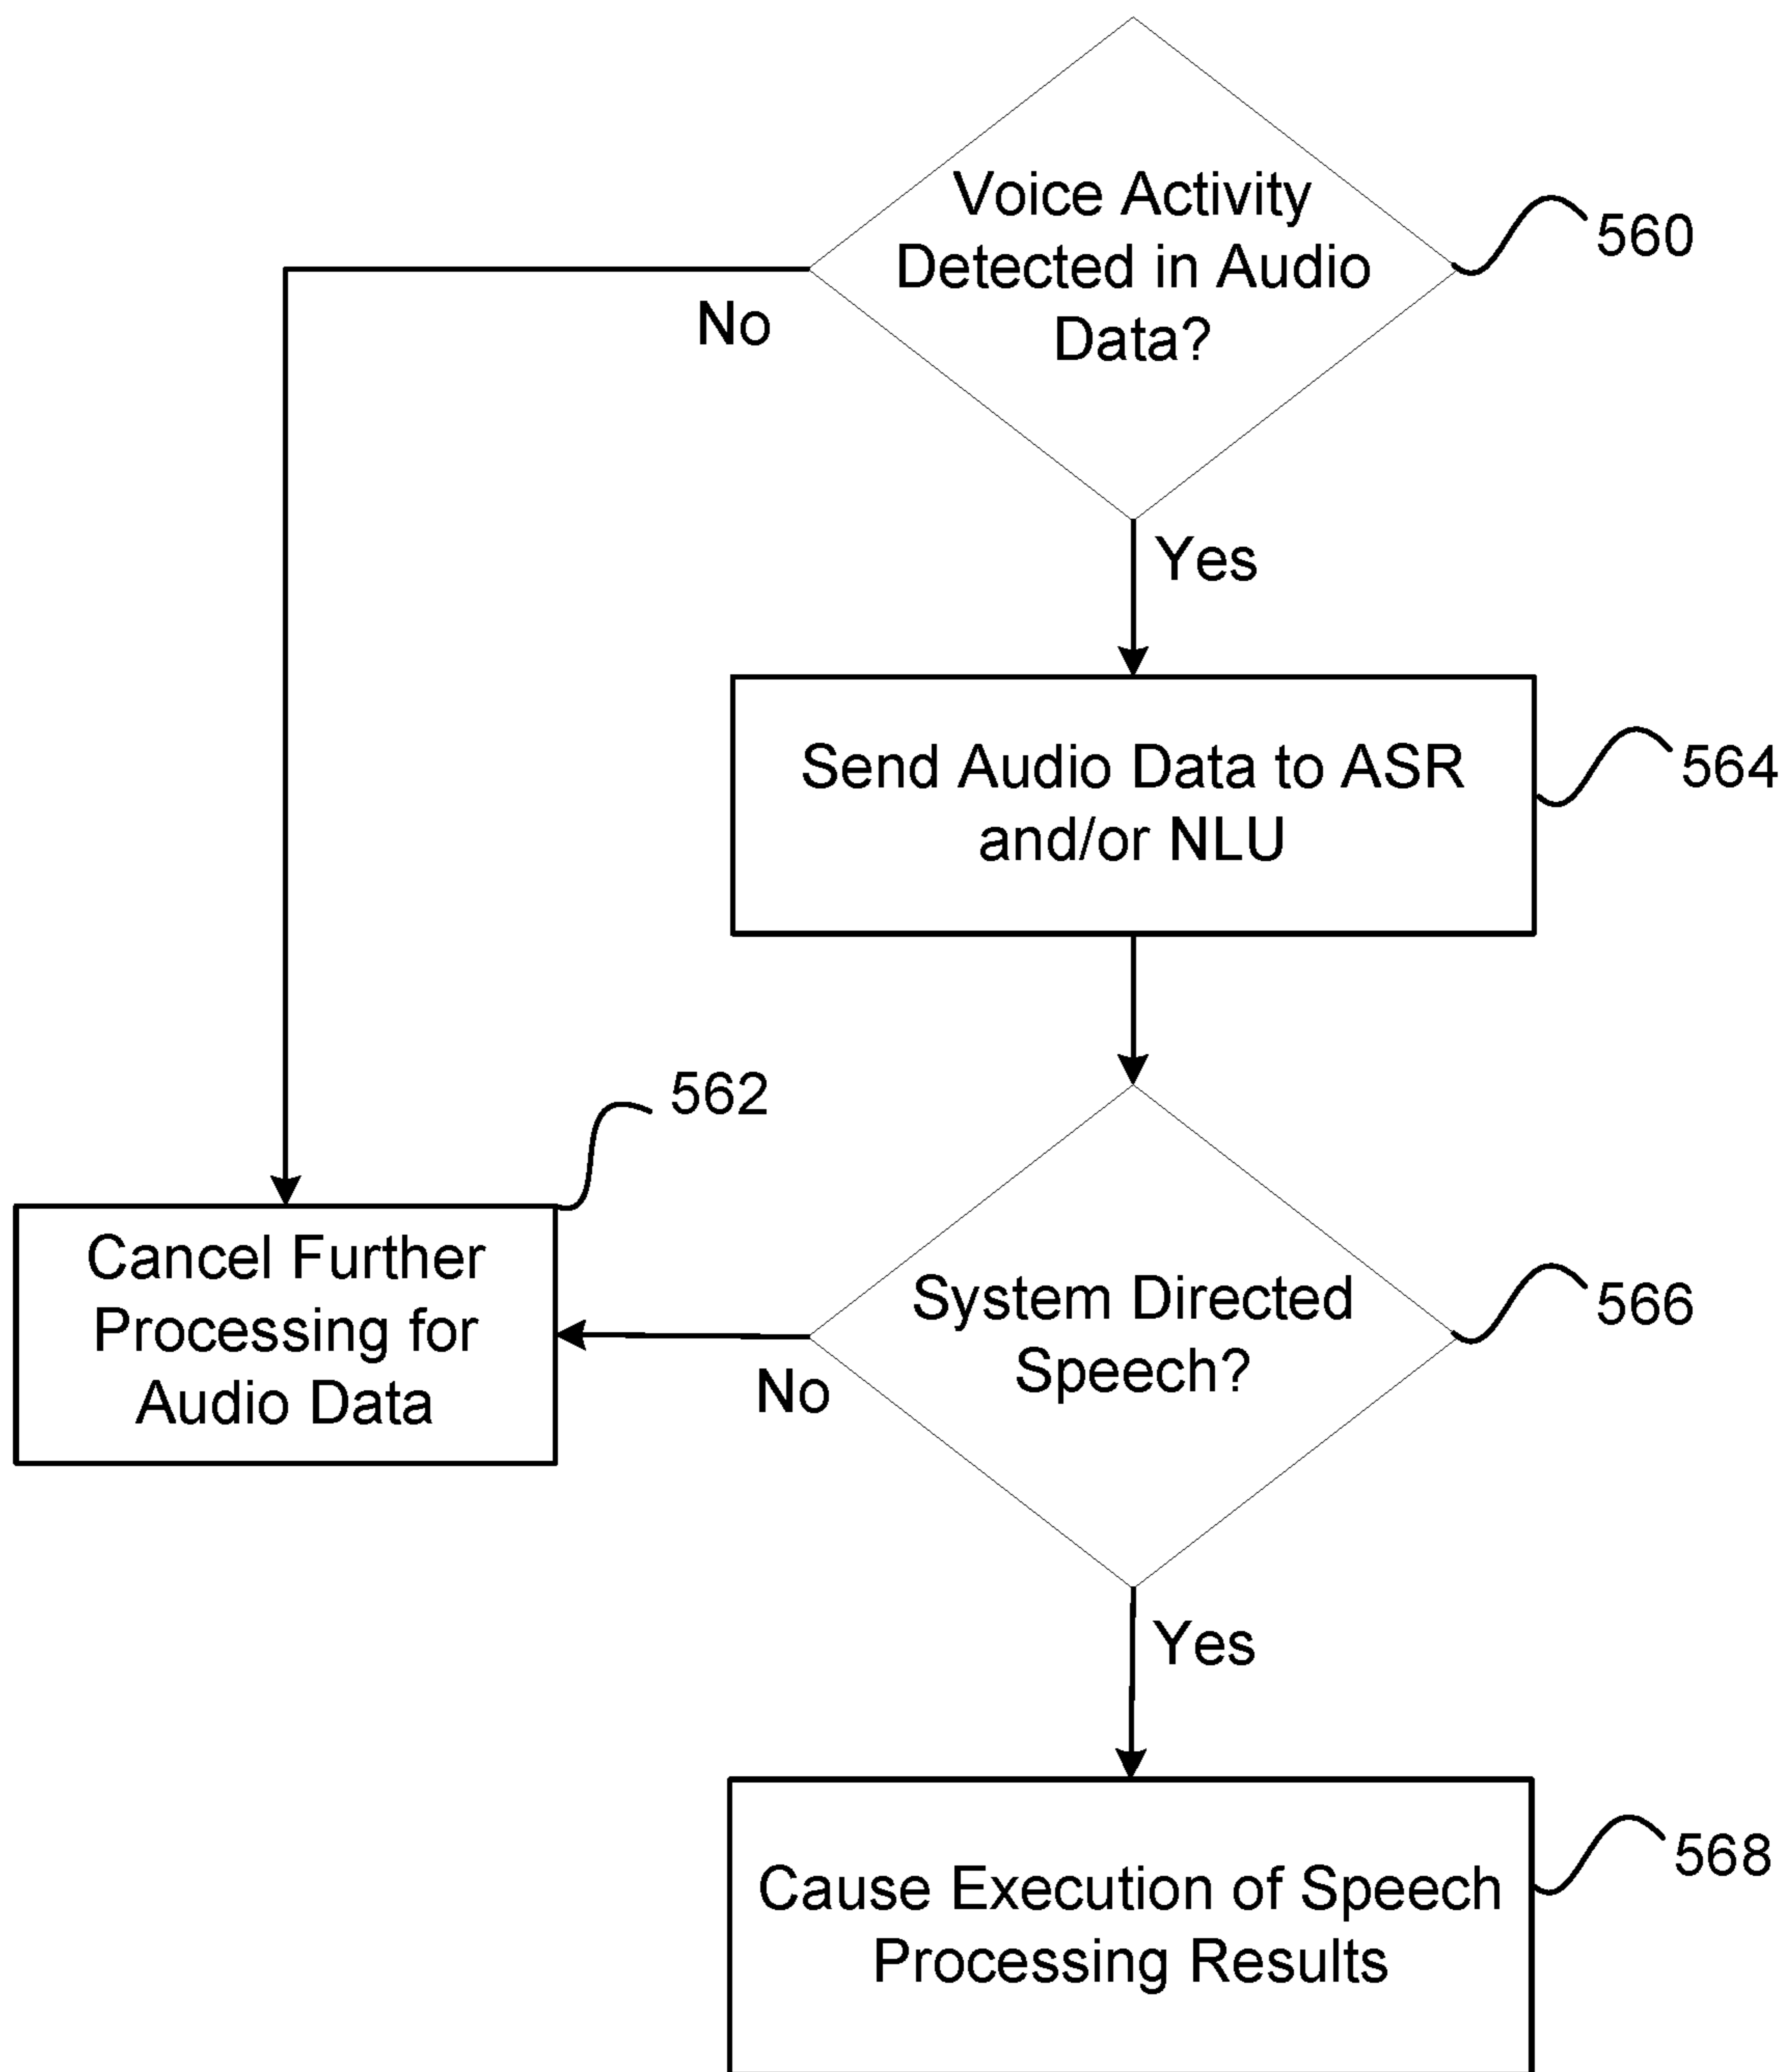 Voice Activity
Detected in Audio
Data?
560
No
Yes
Send Audio Data to ASR
and/or NLU
564
562
Cancel Further
Processing for
Audio Data
System Directed
Speech?
566
No
Yes
Cause Execution of Speech
Processing Results
568